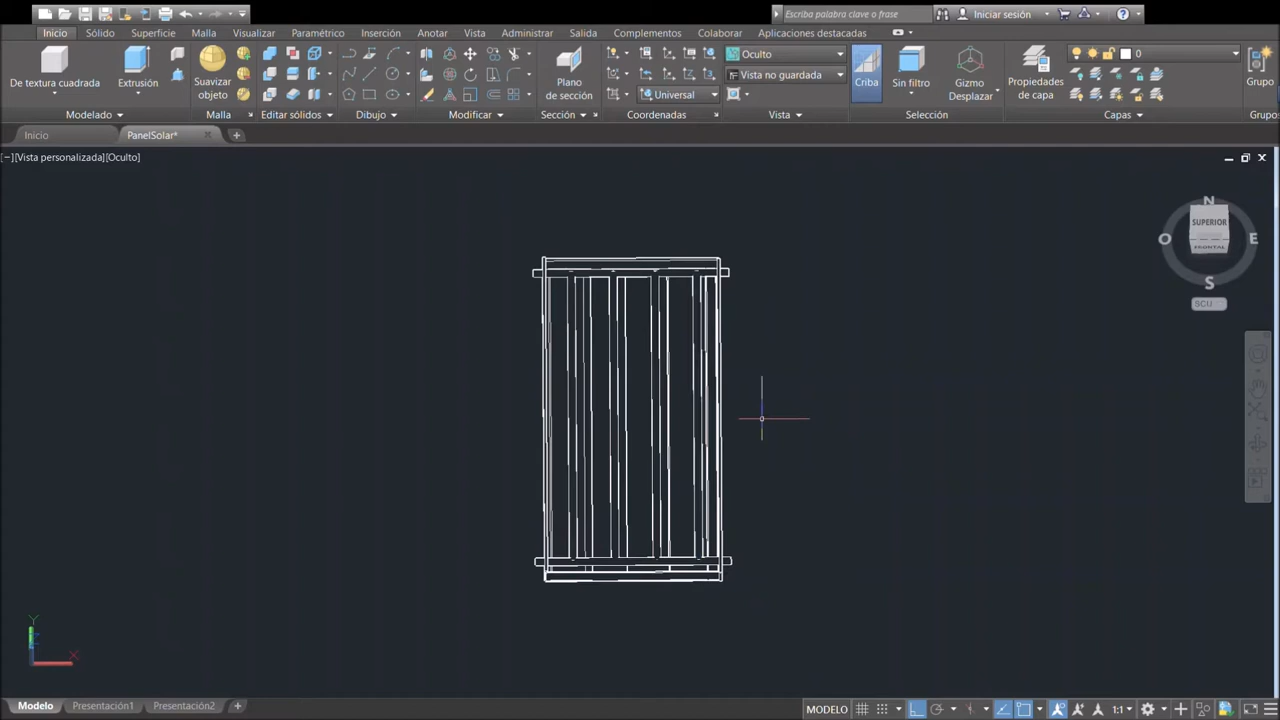 Escriba palabra clave o frase
Iniciar sesión
Inicio Sólido Superficie Malla Visualizar Paramétrico Inserción Anotar Vista Administrar Salida Complementos Colaborar Aplicaciones destacadas
De textura cuadrada
Extrusión
Suavizar objeto
Plano de sección
Oculto
Vista no guardada
Universal
Criba
Sin filtro
Gizmo Desplazar
Propiedades de capa
0
Grupo
Modelado
Malla
Editar sólidos
Dibujo
Modificar
Sección
Coordenadas
Vista
Selección
Capas
Grupos
Inicio
PanelSolar*
[−][Vista personalizada][Oculto]
N
SUPERIOR
O
E
FRONTAL
S
SCU
Y
X
Modelo Presentación1 Presentación2
MODELO
1:1